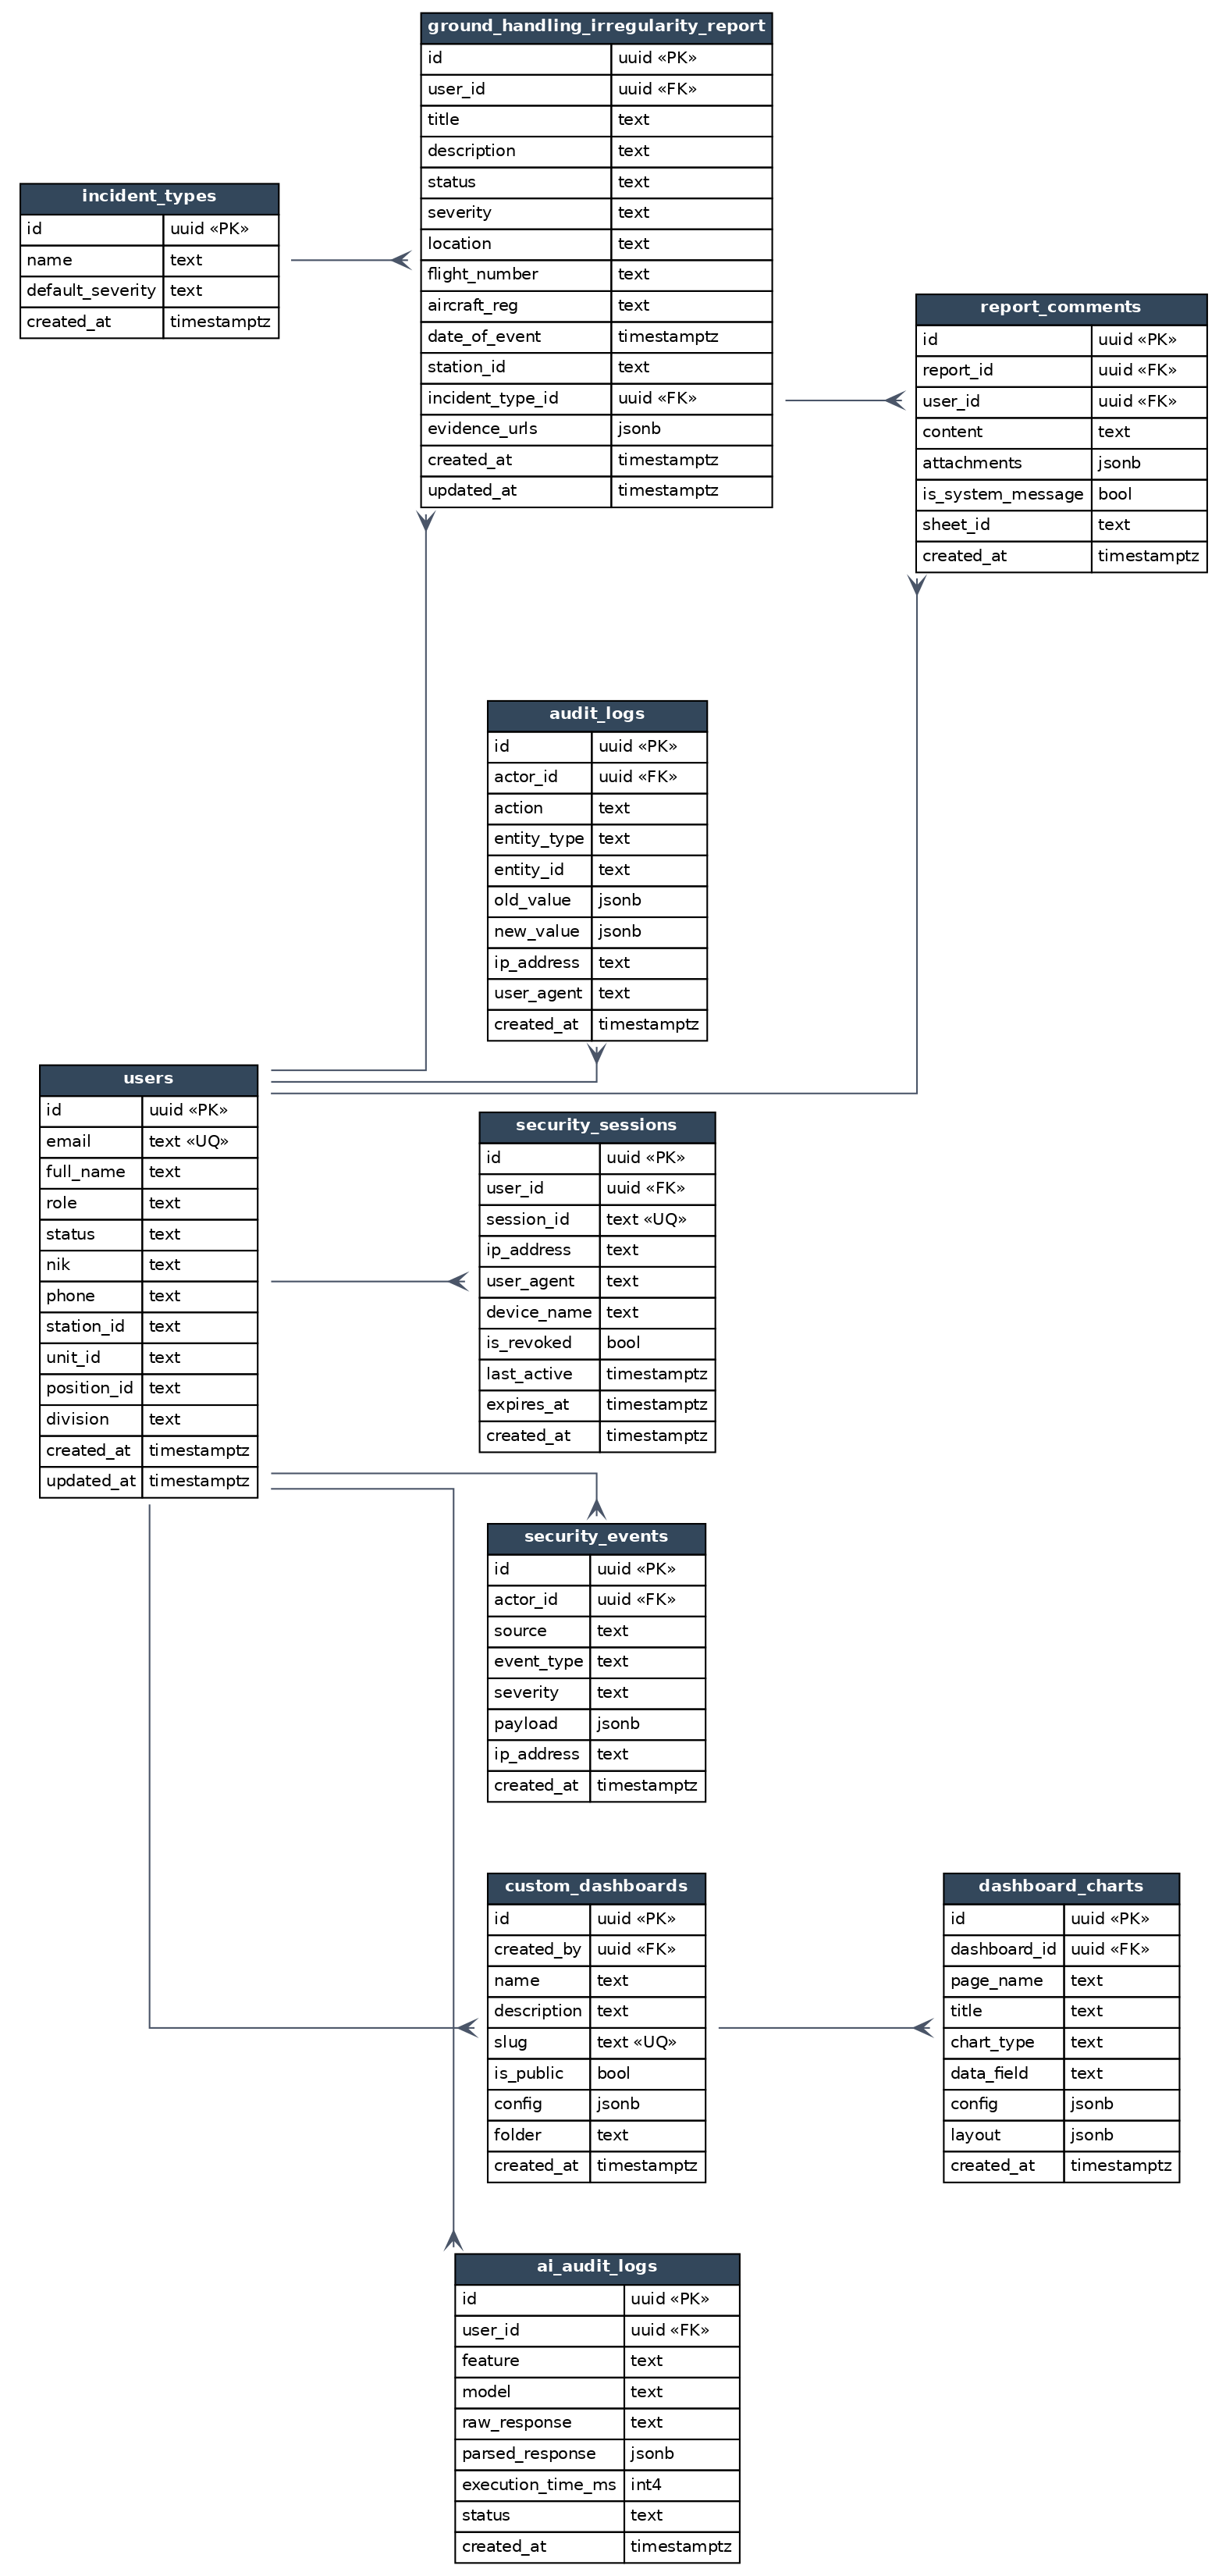 ground_handling_irregularity_report
id uuid «PK»
user_id uuid «FK»
title text
description text
status text
severity text
location text
flight_number text
aircraft_reg text
date_of_event timestamptz
station_id text
incident_type_id uuid «FK»
evidence_urls jsonb
created_at timestamptz
updated_at timestamptz
incident_types
id uuid «PK»
name text
default_severity text
created_at timestamptz
report_comments
id uuid «PK»
report_id uuid «FK»
user_id uuid «FK»
content text
attachments jsonb
is_system_message bool
sheet_id text
created_at timestamptz
audit_logs
id uuid «PK»
actor_id uuid «FK»
action text
entity_type text
entity_id text
old_value jsonb
new_value jsonb
ip_address text
user_agent text
created_at timestamptz
users
id uuid «PK»
email text «UQ»
full_name text
role text
status text
nik text
phone text
station_id text
unit_id text
position_id text
division text
created_at timestamptz
updated_at timestamptz
security_sessions
id uuid «PK»
user_id uuid «FK»
session_id text «UQ»
ip_address text
user_agent text
device_name text
is_revoked bool
last_active timestamptz
expires_at timestamptz
created_at timestamptz
security_events
id uuid «PK»
actor_id uuid «FK»
source text
event_type text
severity text
payload jsonb
ip_address text
created_at timestamptz
custom_dashboards
id uuid «PK»
created_by uuid «FK»
name text
description text
slug text «UQ»
is_public bool
config jsonb
folder text
created_at timestamptz
dashboard_charts
id uuid «PK»
dashboard_id uuid «FK»
page_name text
title text
chart_type text
data_field text
config jsonb
layout jsonb
created_at timestamptz
ai_audit_logs
id uuid «PK»
user_id uuid «FK»
feature text
model text
raw_response text
parsed_response jsonb
execution_time_ms int4
status text
created_at timestamptz